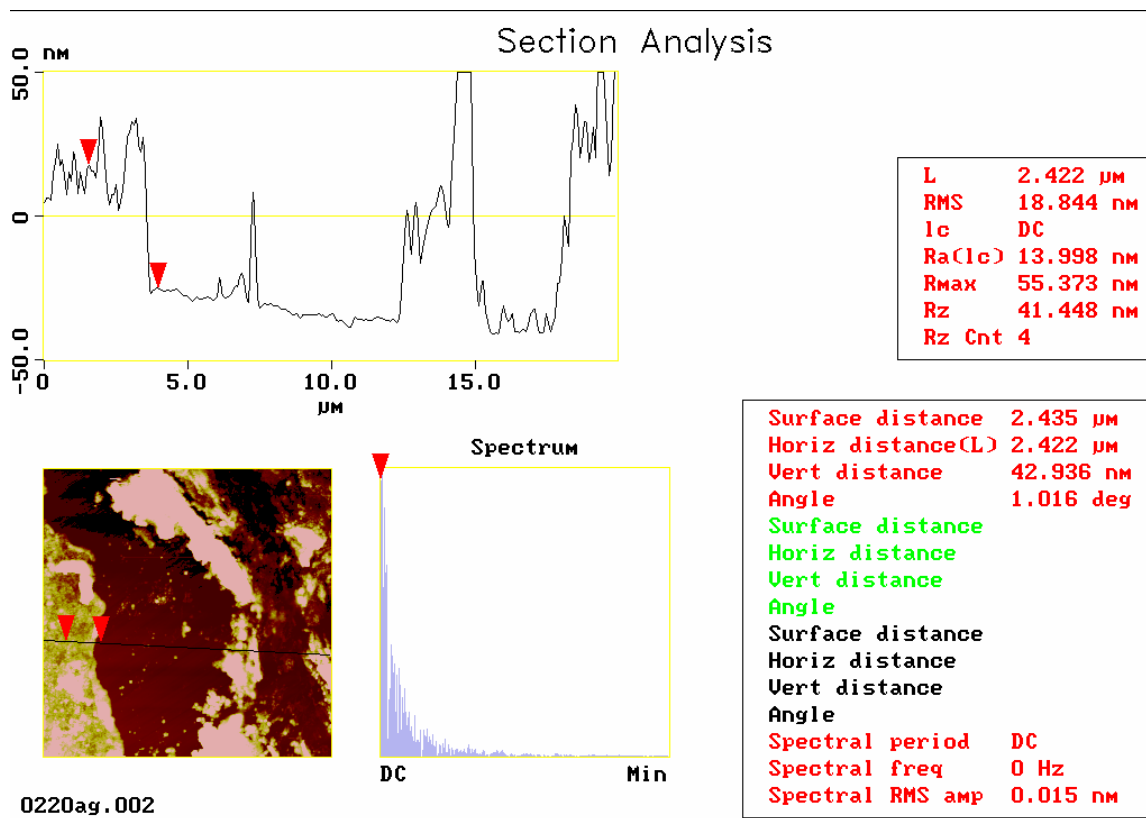 Section Analysis
nm
50.0
0
-50.0
0 5.0 10.0 15.0
µm
L 2.422 µm
RMS 18.844 nm
lc DC
Ra(lc) 13.998 nm
Rmax 55.373 nm
Rz 41.448 nm
Rz Cnt 4
Surface distance 2.435 µm
Horiz distance(L) 2.422 µm
Vert distance 42.936 nm
Angle 1.016 deg
Surface distance
Horiz distance
Vert distance
Angle
Surface distance
Horiz distance
Vert distance
Angle
Spectral period DC
Spectral freq 0 Hz
Spectral RMS amp 0.015 nm
Spectrum
DC Min
0220ag.002